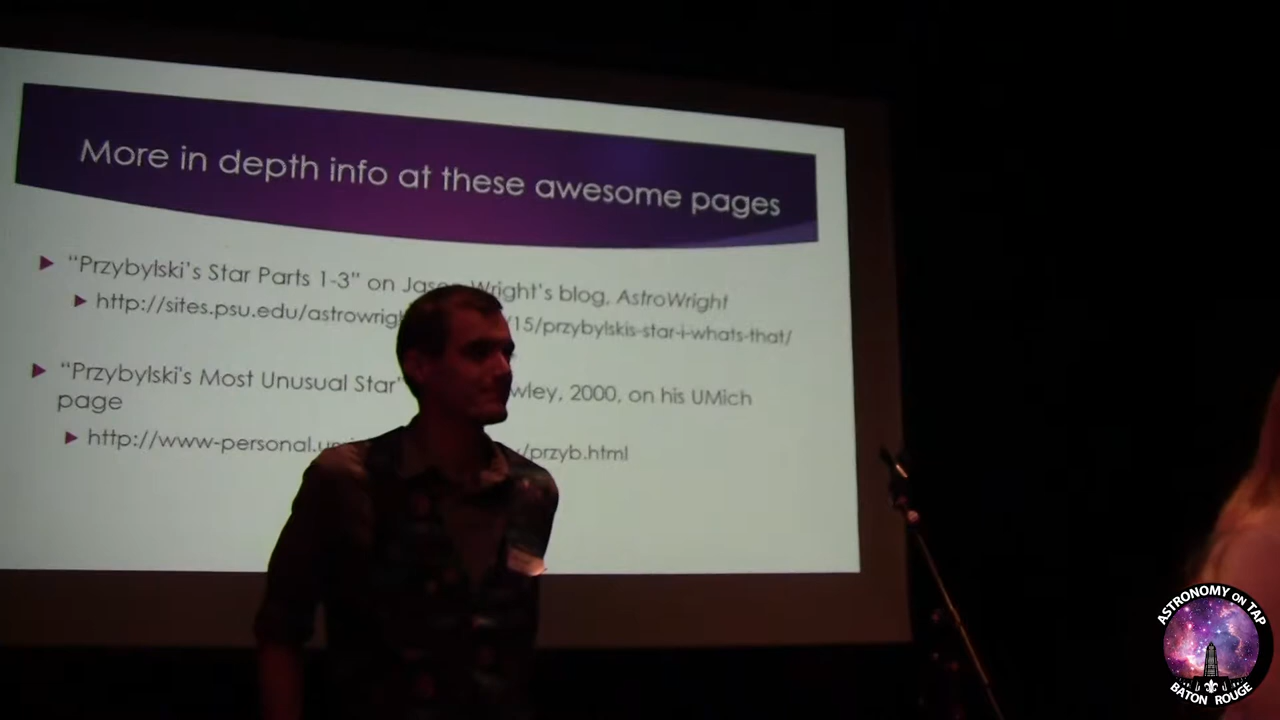 More in depth info at these awesome pages
"Przybylski's Star Parts 1-3" on Jason Wright's blog, AstroWright
http://sites.psu.edu/astrowrig /15/przybylskis-star-i-whats-that/
"Przybylski's Most Unusual Star" wley, 2000, on his UMich
page
http://www-personal.um /przyb.html
ASTRONOMY ON TAP
BATON ROUGE